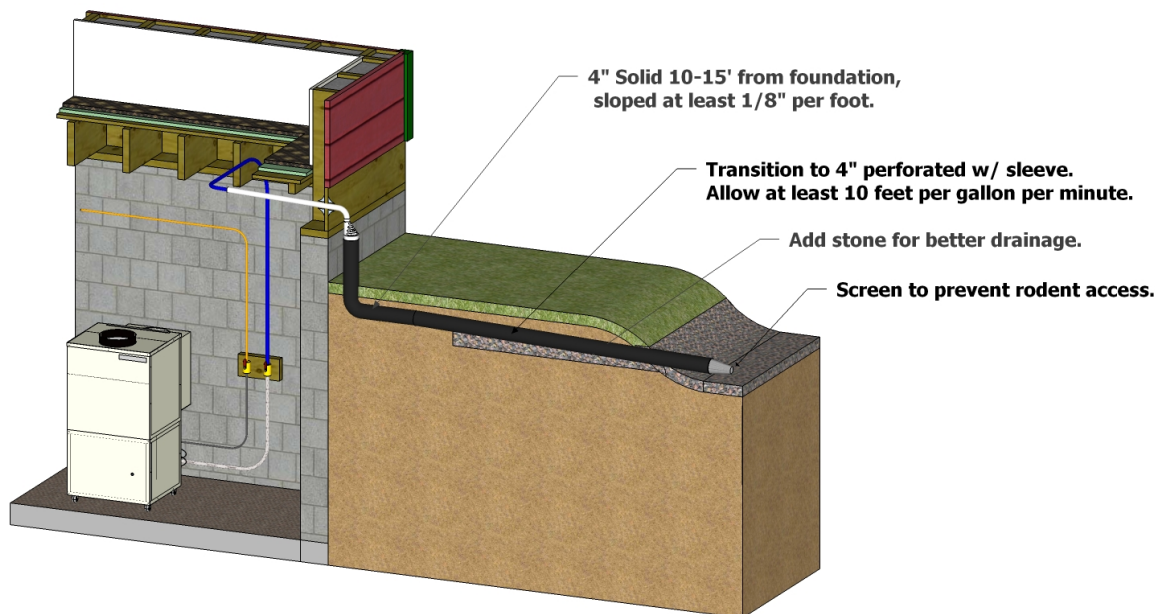 4" Solid 10-15' from foundation,
sloped at least 1/8" per foot.
Transition to 4" perforated w/ sleeve.
Allow at least 10 feet per gallon per minute.
Add stone for better drainage.
Screen to prevent rodent access.